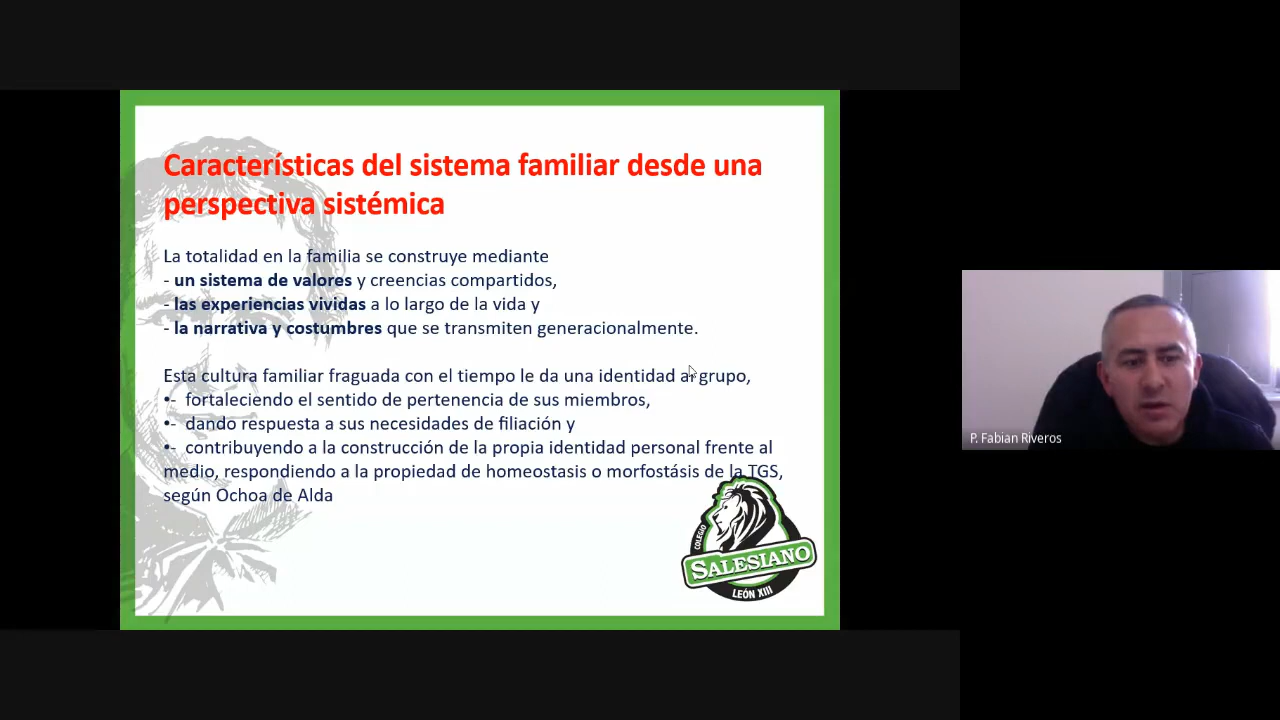 Características del sistema familiar desde una
perspectiva sistémica
La totalidad en la familia se construye mediante
- un sistema de valores y creencias compartidos,
- las experiencias vividas a lo largo de la vida y
- la narrativa y costumbres que se transmiten generacionalmente.
Esta cultura familiar fraguada con el tiempo le da una identidad al grupo,
•- fortaleciendo el sentido de pertenencia de sus miembros,
•- dando respuesta a sus necesidades de filiación y
•- contribuyendo a la construcción de la propia identidad personal frente al
medio, respondiendo a la propiedad de homeostasis o morfostásis de la TGS,
según Ochoa de Alda
COLEGIO
SALESIANO
LEÓN XIII
P. Fabian Riveros